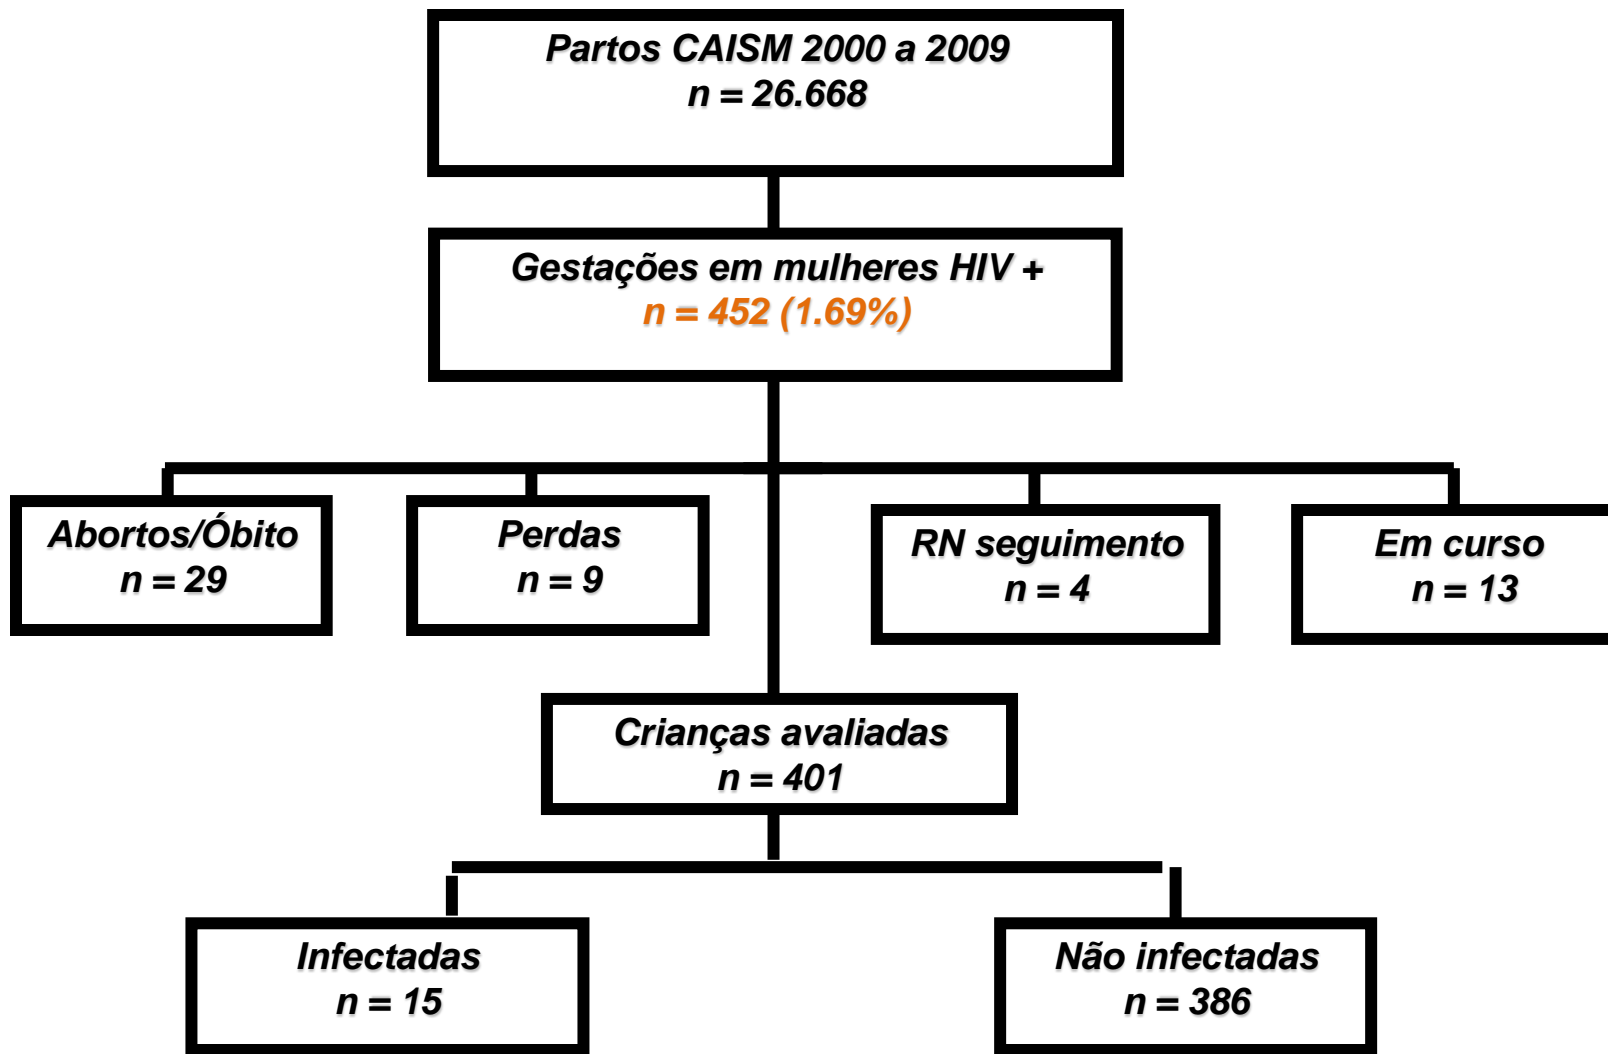 Partos CAISM 2000 a 2009
n = 26.668
Gestações em mulheres HIV +
n = 452 (1.69%)
Abortos/Óbito
n = 29
Perdas
n = 9
RN seguimento
n = 4
Em curso
n = 13
Crianças avaliadas
n = 401
Infectadas
n = 15
Não infectadas
n = 386